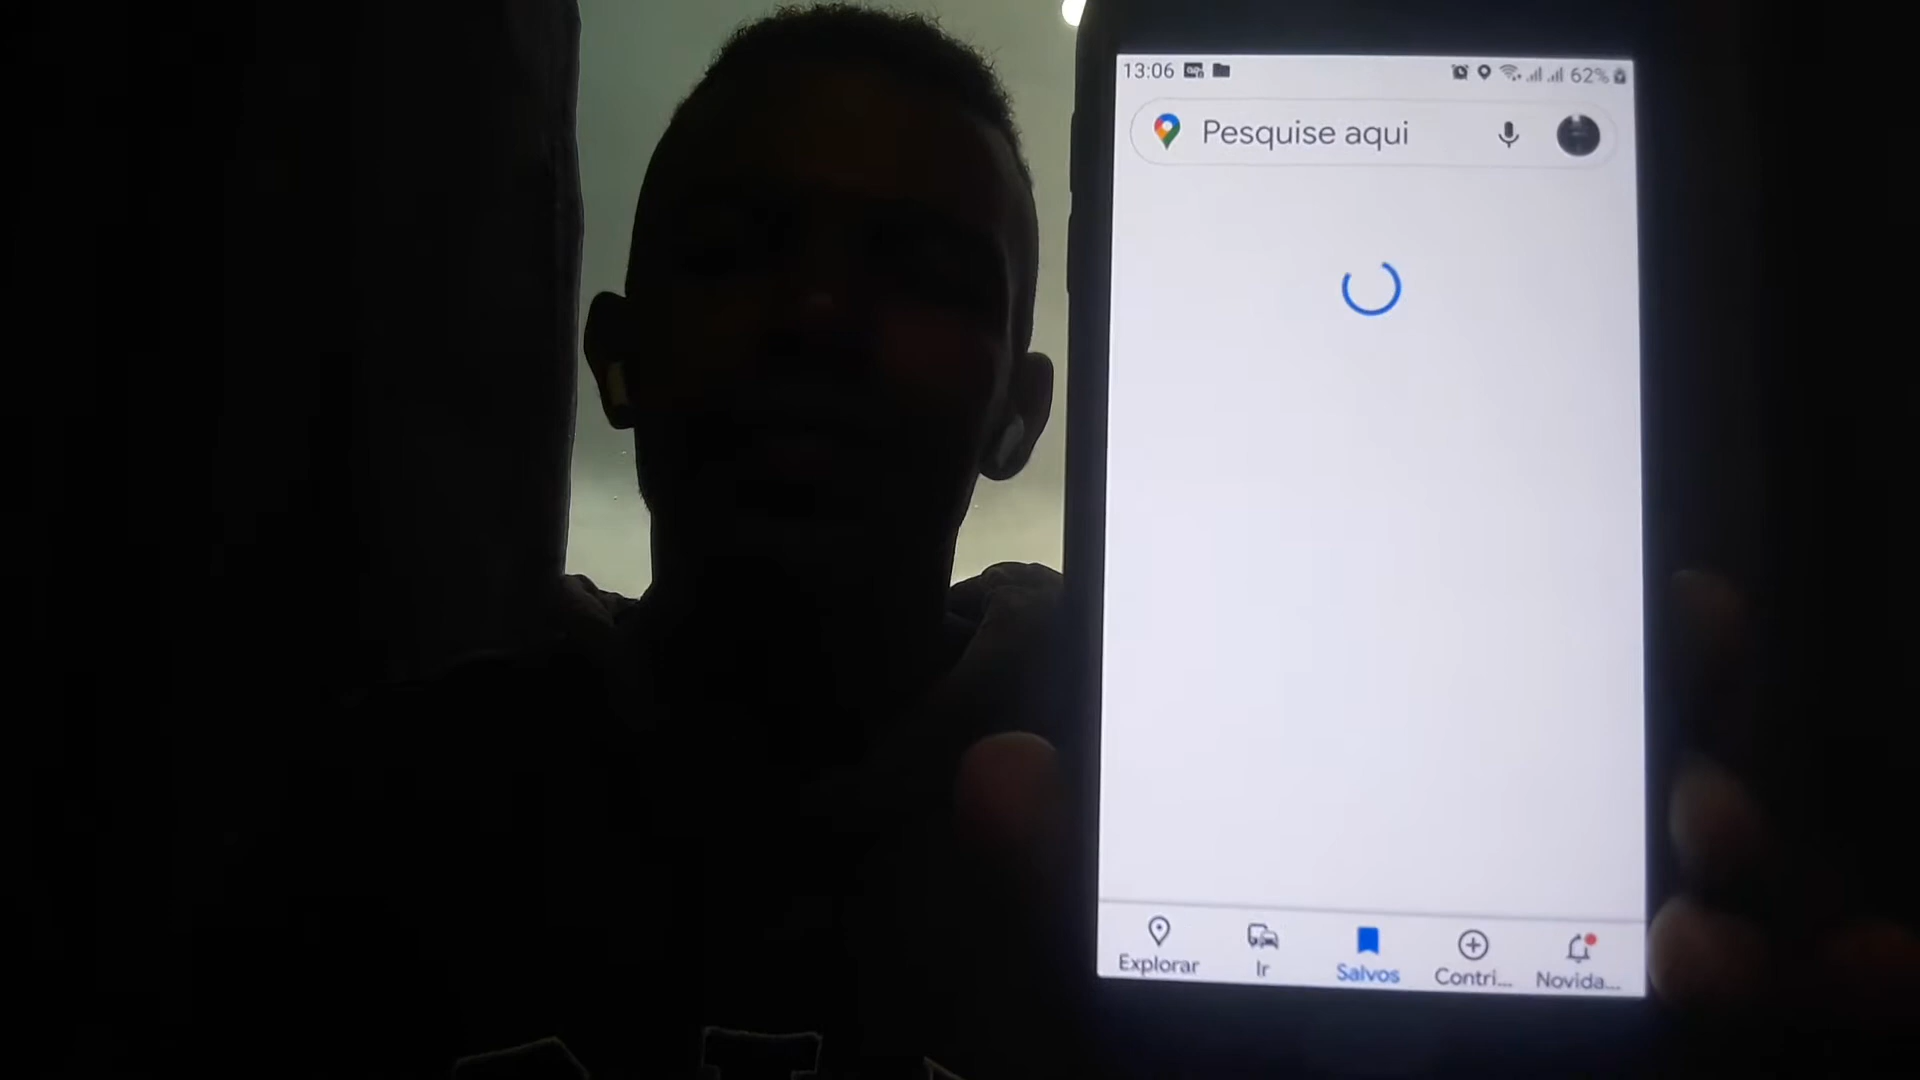 13:06 62%
Pesquise aqui
Explorar Ir Salvos Contri... Novida...